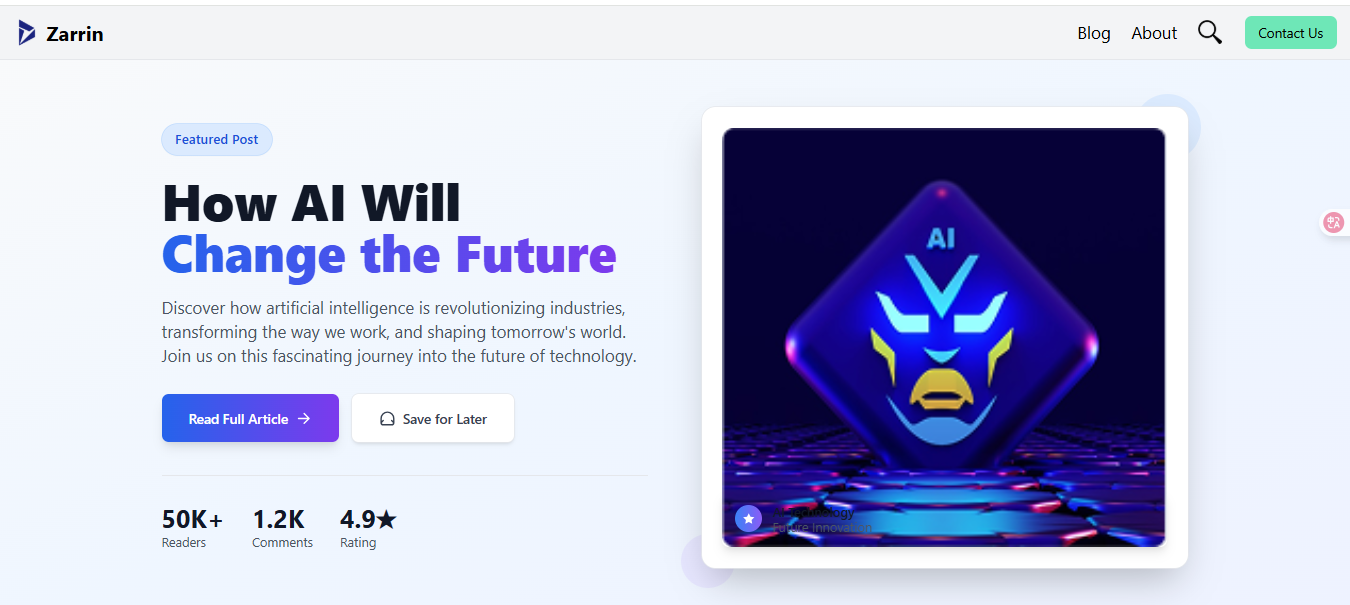 Zarrin
Blog
About
Contact Us
Featured Post
How AI Will
Change the Future
Discover how artificial intelligence is revolutionizing industries,
transforming the way we work, and shaping tomorrow's world.
Join us on this fascinating journey into the future of technology.
Read Full Article →
Save for Later
50K+
Readers
1.2K
Comments
4.9★
Rating
AI
Technology
Future Innovation